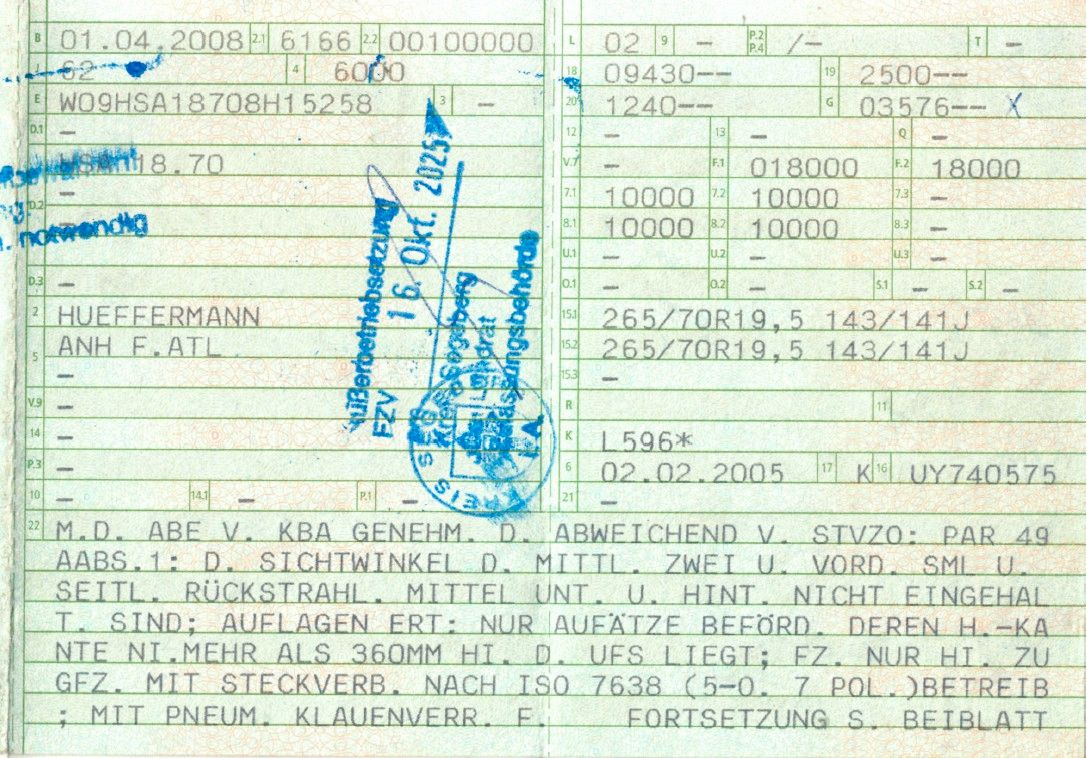 B 01.04.2008 2.1 6166 2.2 00100000
J 62 4 6000
E W09HSA18708H15258 3 –
D.1 –
18.70
–
D.2 –
notwendig
D.3 –
2 HUEFFERMANN
5 ANH F.ATL
–
V.9 –
14 –
P.3 –
10 – 14.1 – P.1 –
Außerbetriebsetzung
FZV
16. Okt. 2025
Kreis Segeberg
Landrat
Zulassungsbehörde
I.A.
KREIS SEGEBERG
L 02 9 – P.2 P.4 /– T –
18 09430–– 19 2500––
20 1240–– G 03576–– X
12 – 13 – Q –
V.7 – F.1 018000 F.2 18000
7.1 10000 7.2 10000 7.3 –
8.1 10000 8.2 10000 8.3 –
U.1 – U.2 – U.3 –
O.1 – O.2 – S.1 – S.2 –
15.1 265/70R19,5 143/141J
15.2 265/70R19,5 143/141J
15.3 –
R 11
K L596*
6 02.02.2005 17 K 16 UY740575
21 –
22 M.D. ABE V. KBA GENEHM. D. ABWEICHEND V. STVZO: PAR 49
AABS.1: D. SICHTWINKEL D. MITTL. ZWEI U. VORD. SML U.
SEITL. RÜCKSTRAHL. MITTEL UNT. U. HINT. NICHT EINGEHAL
T. SIND; AUFLAGEN ERT: NUR AUFÄTZE BEFÖRD. DEREN H.-KA
NTE NI.MEHR ALS 360MM HI. D. UFS LIEGT; FZ. NUR HI. ZU
GFZ. MIT STECKVERB. NACH ISO 7638 (5-O. 7 POL.)BETREIB
; MIT PNEUM. KLAUENVERR. F. FORTSETZUNG S. BEIBLATT